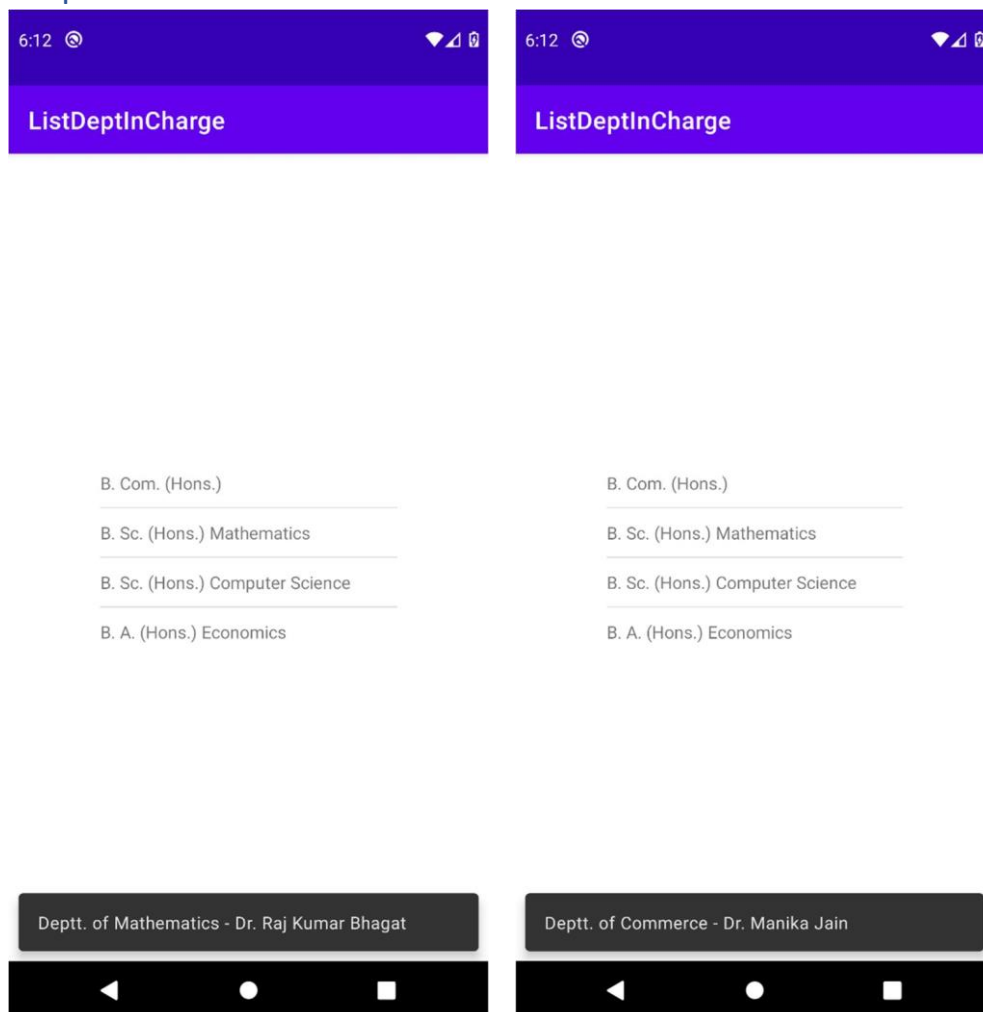 6:12
ListDeptInCharge
B. Com. (Hons.)
B. Sc. (Hons.) Mathematics
B. Sc. (Hons.) Computer Science
B. A. (Hons.) Economics
Deptt. of Mathematics - Dr. Raj Kumar Bhagat
6:12
ListDeptInCharge
B. Com. (Hons.)
B. Sc. (Hons.) Mathematics
B. Sc. (Hons.) Computer Science
B. A. (Hons.) Economics
Deptt. of Commerce - Dr. Manika Jain